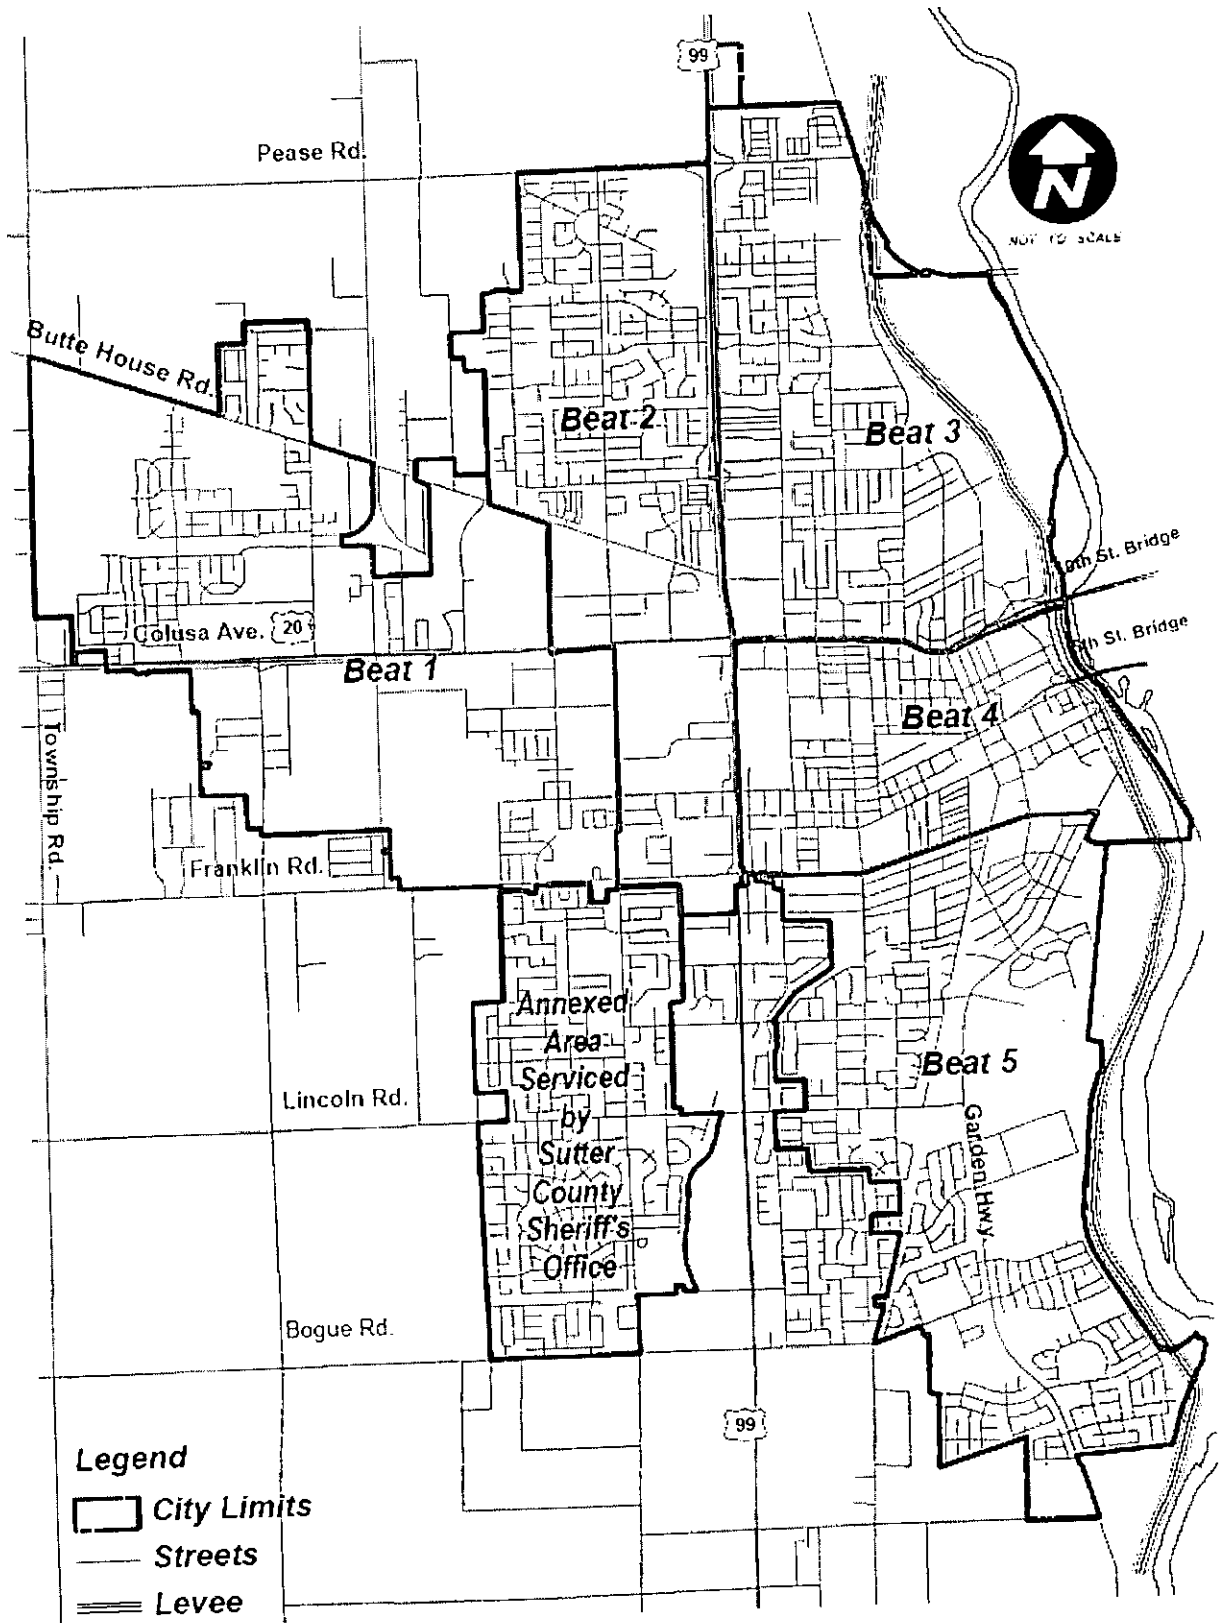 99
Pease Rd.
N
NOT TO SCALE
Butte House Rd.
Beat 2
Beat 3
9th St. Bridge
Colusa Ave. 20
Beat 1
5th St. Bridge
Beat 4
Township Rd.
Franklin Rd.
Annexed
Area
Serviced
by
Sutter
County
Sheriff's
Office
Beat 5
Lincoln Rd.
Garden Hwy.
Bogue Rd.
99
Legend
City Limits
Streets
Levee